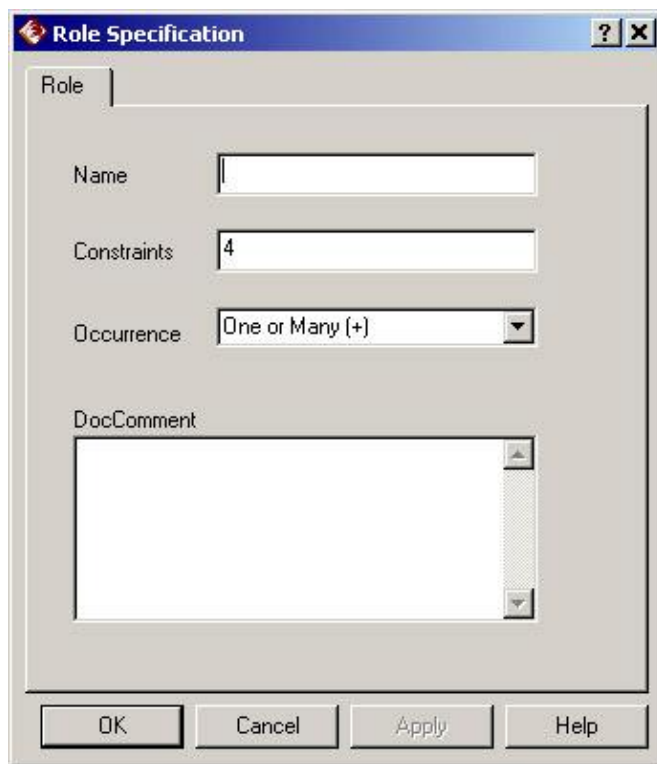 Role Specification
Role
Name
Constraints 4
Occurrence One or Many (+)
DocComment
OK Cancel Apply Help